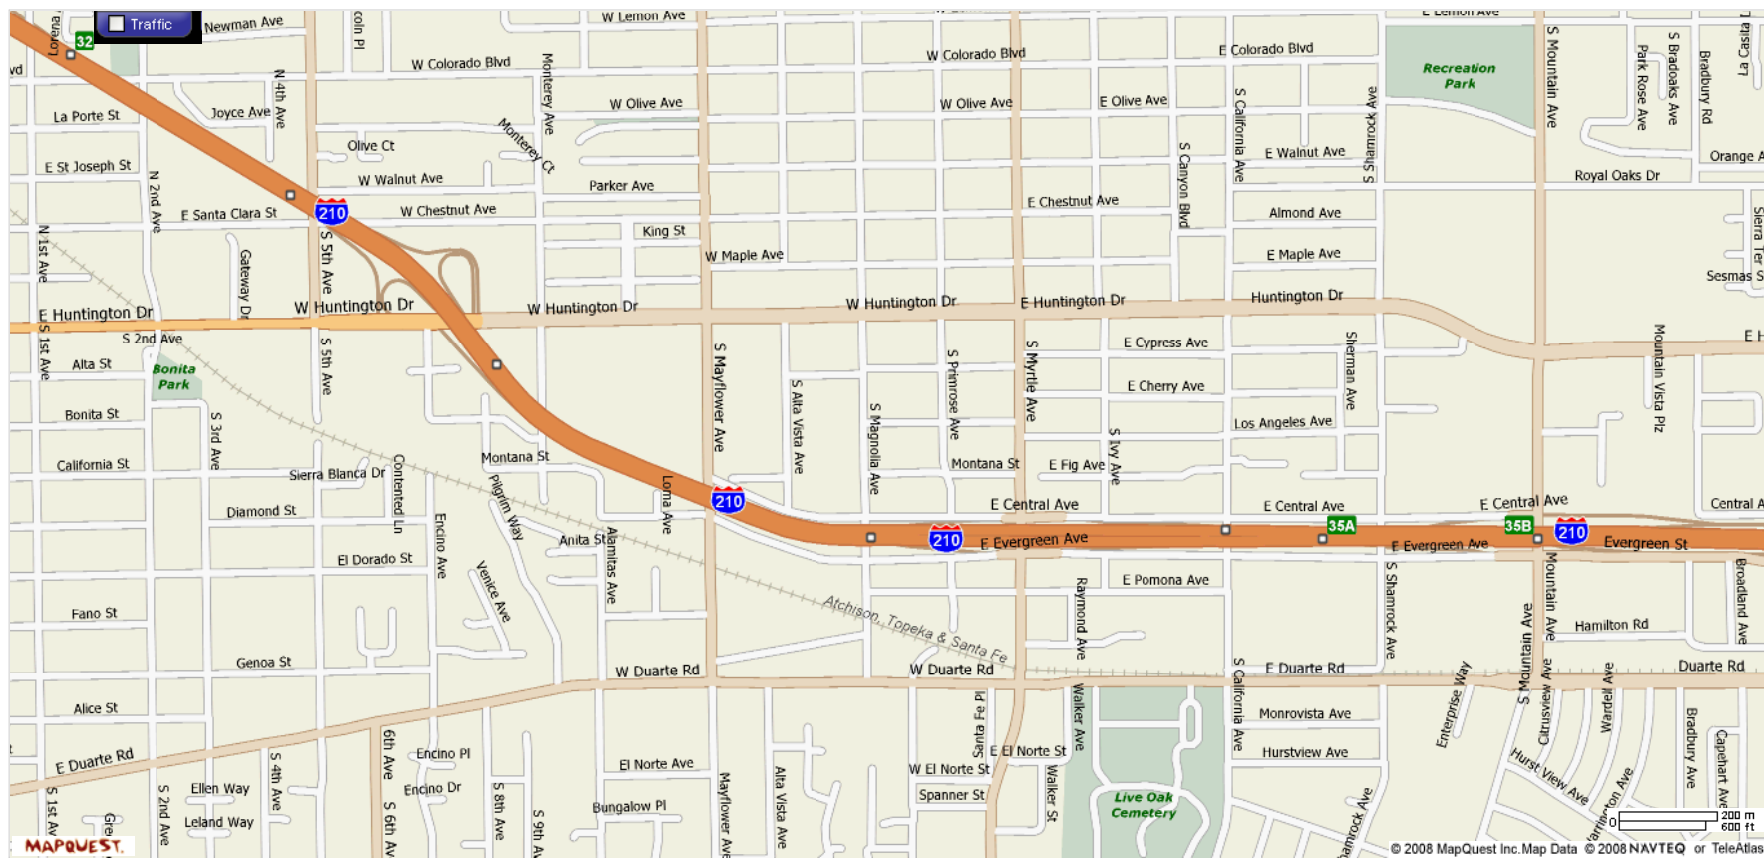 Traffic
32
Newman Ave
W Lemon Ave
E Lemon Ave
W Colorado Blvd
W Colorado Blvd
E Colorado Blvd
Recreation Park
N 4th Ave
Monterey Ave
S Mountain Ave
Park Rose Ave
S Bradoaks Ave
Bradbury Rd
La Porte St
Joyce Ave
W Olive Ave
W Olive Ave
E Olive Ave
S California Ave
S Shamrock Ave
Olive Ct
Monterey Ct
E St Joseph St
W Walnut Ave
Parker Ave
E Walnut Ave
S Canyon Blvd
Royal Oaks Dr
N 2nd Ave
E Santa Clara St
210
W Chestnut Ave
E Chestnut Ave
Almond Ave
King St
N 1st Ave
Gateway Dr
S 5th Ave
W Maple Ave
E Maple Ave
E Huntington Dr
W Huntington Dr
W Huntington Dr
W Huntington Dr
E Huntington Dr
Huntington Dr
S 1st Ave
S 2nd Ave
Alta St
Bonita Park
S 5th Ave
S Mayflower Ave
S Alta Vista Ave
S Magnolia Ave
S Primrose Ave
S Myrtle Ave
E Cypress Ave
E Cherry Ave
Sherman Ave
Mountain Vista Plz
Bonita St
S 3rd Ave
Los Angeles Ave
California St
Sierra Blanca Dr
Contented Ln
Montana St
Pilgrim Way
Loma Ave
Montana St
E Fig Ave
S Ivy Ave
210
E Central Ave
E Central Ave
E Central Ave
Diamond St
Encino Ave
Anita St
Alamitas Ave
210
E Evergreen Ave
35A
35B
210
E Evergreen Ave
Evergreen St
El Dorado St
Venice Ave
E Pomona Ave
Raymond Ave
S Shamrock Ave
Mountain Ave
S Mountain Ave
Broadland Ave
Fano St
Atchison, Topeka & Santa Fe
Hamilton Rd
Genoa St
W Duarte Rd
W Duarte Rd
E Duarte Rd
Duarte Rd
Alice St
Santa Fe Pl
Walker Ave
S California Ave
Monrovista Ave
Enterprise Way
Citrusview Ave
Bradbury Ave
Capehart Ave
E Duarte Rd
6th Ave
Encino Pl
E El Norte St
Hurstview Ave
Hurst View Ave
S 4th Ave
El Norte Ave
W El Norte St
Ellen Way
Encino Dr
Spanner St
Walker St
Live Oak Cemetery
S 1st Ave
S 2nd Ave
Leland Way
S 8th Ave
S 9th
Bungalow Pl
Mayflower Ave
Alta Vista Ave
MAPQUEST.
0 200 m
600 ft
© 2008 MapQuest Inc. Map Data © 2008 NAVTEQ or TeleAtlas